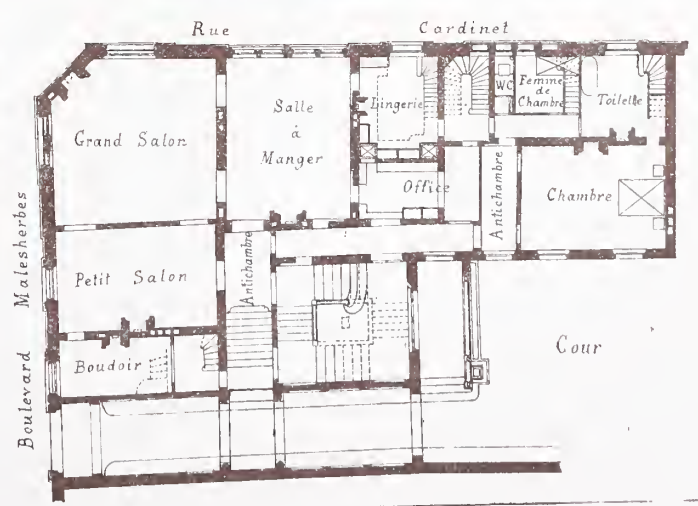 Rue Cardinet
Grand Salon
Salle
à
Manger
Lingerie
WC
Femme
de
Chambre
Toilette
Office
Antichambre
Chambre
Boulevard Malesherbes
Petit Salon
Antichambre
Boudoir
Cour